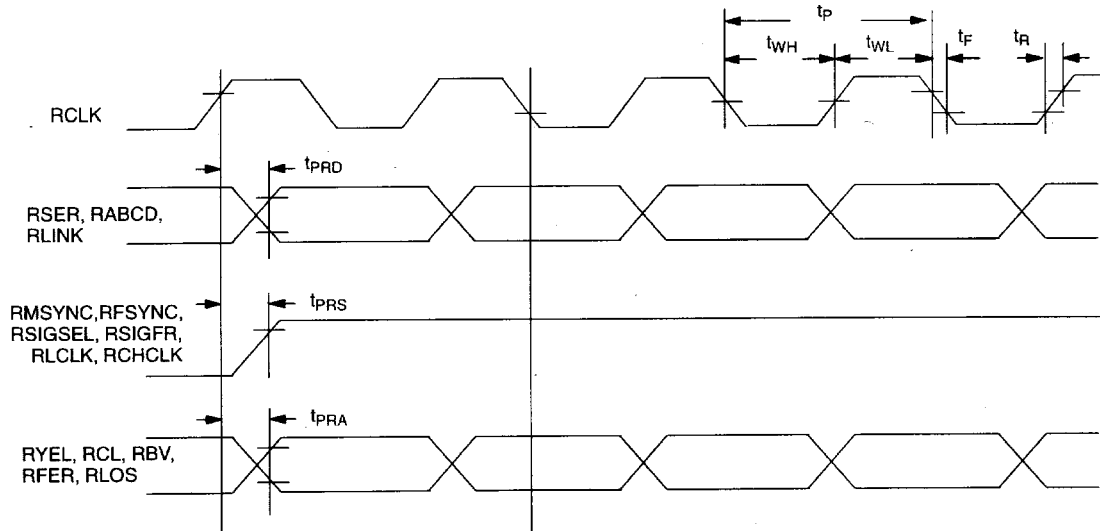 tP
tWH
tWL
tF
tR
RCLK
tPRD
RSER, RABCD,
RLINK
tPRS
RMSYNC,RFSYNC,
RSIGSEL, RSIGFR,
RLCLK, RCHCLK
tPRA
RYEL, RCL, RBV,
RFER, RLOS